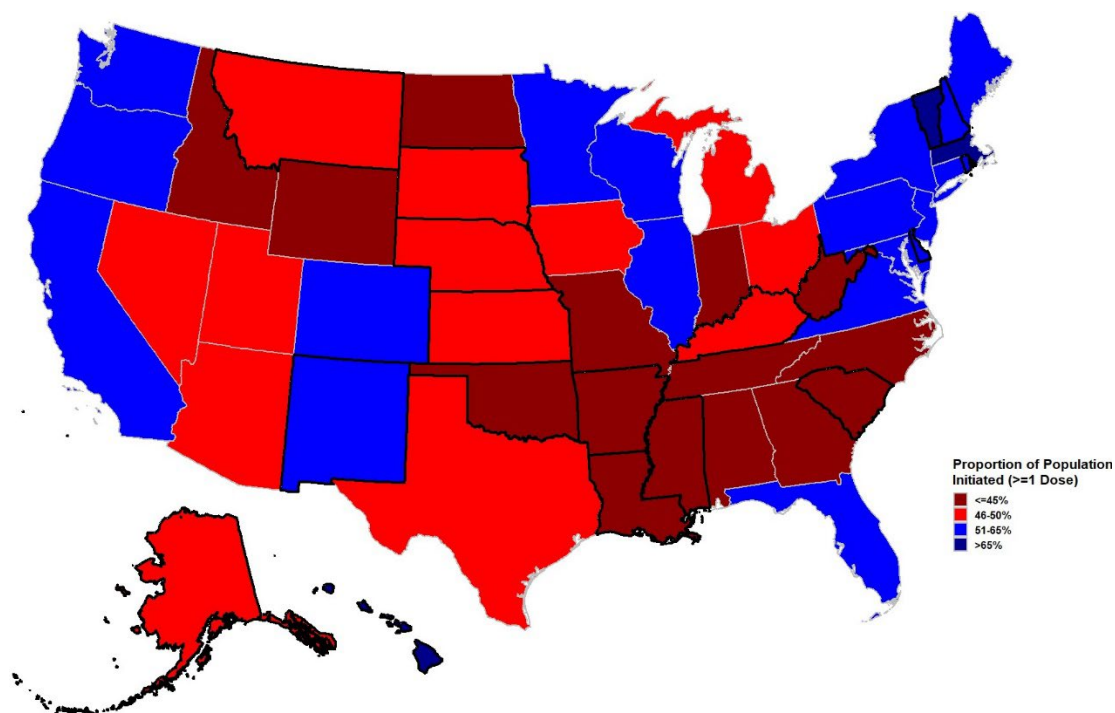 Proportion of Population
Initiated (>=1 Dose)
<=45%
46-50%
51-65%
>65%